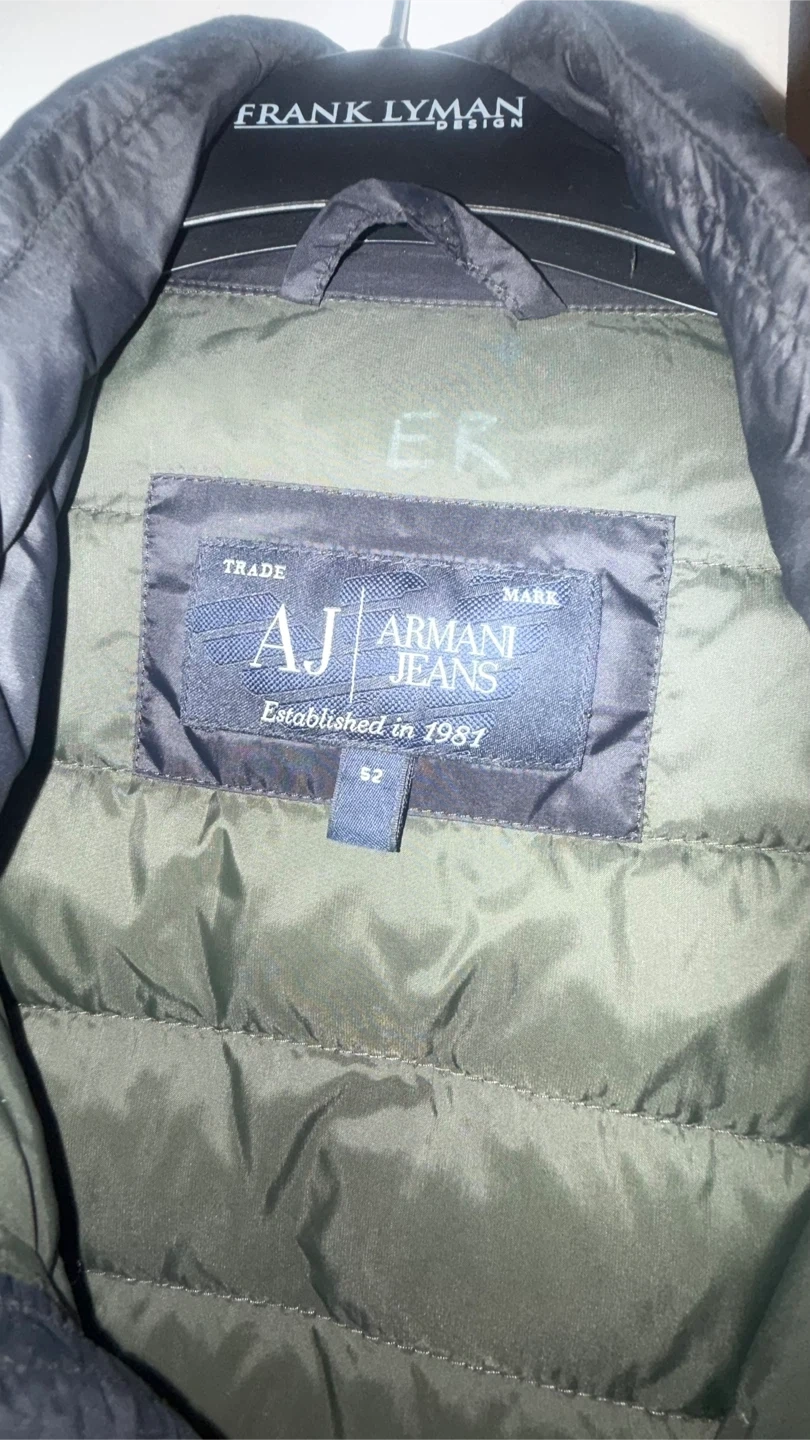 FRANK LYMAN
DESIGN
ER
TRADE
MARK
AJ
ARMANI
JEANS
Established in 1981
52